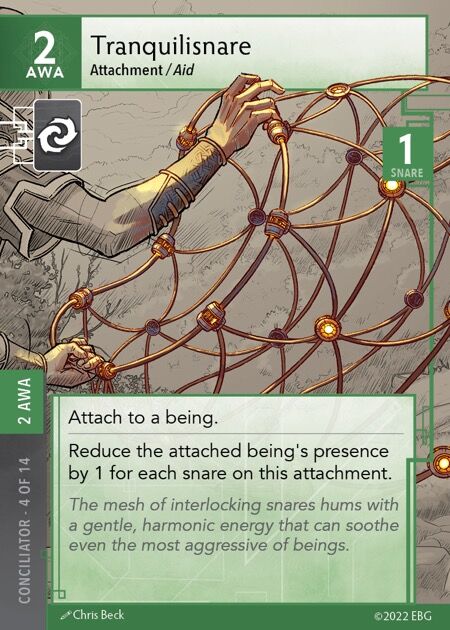 2
AWA
Tranquilisnare
Attachment / Aid
1
SNARE
2 AWA
CONCILIATOR - 4 OF 14
Attach to a being.
Reduce the attached being's presence
by 1 for each snare on this attachment.
The mesh of interlocking snares hums with
a gentle, harmonic energy that can soothe
even the most aggressive of beings.
Chris Beck
©2022 EBG